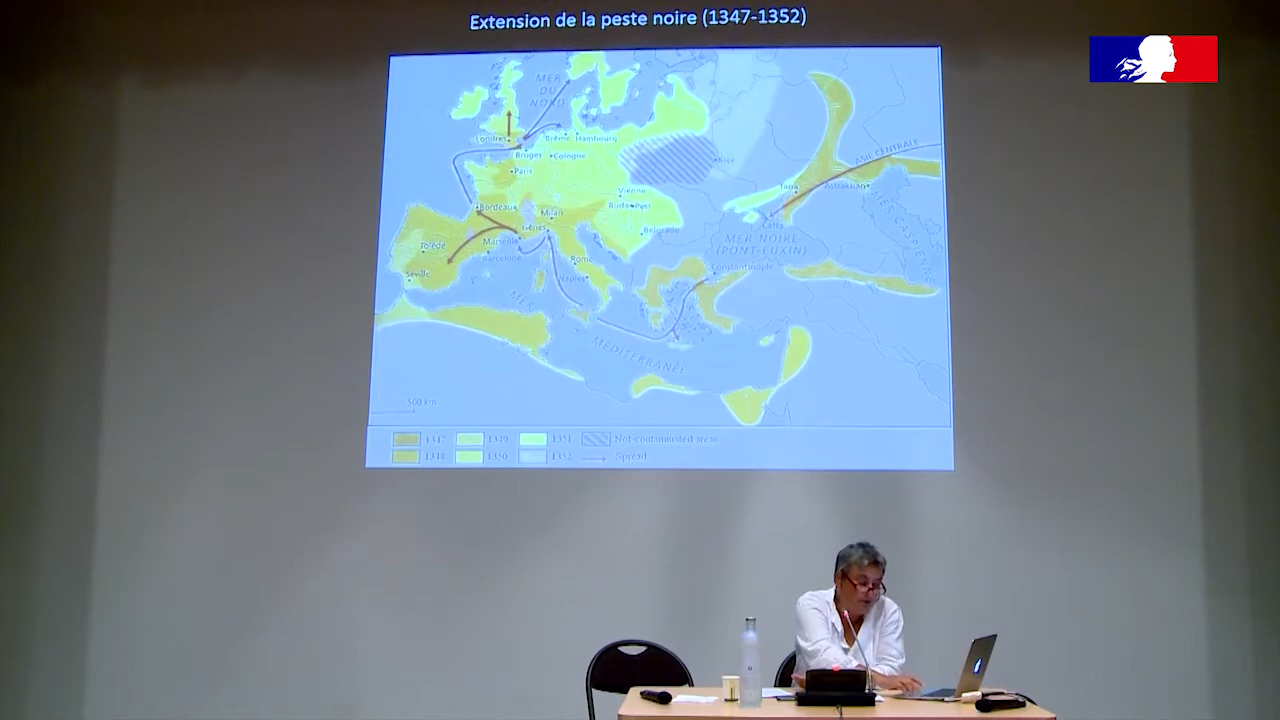 Extension de la peste noire (1347-1352)
MER
DU
NORD
Londres
Brême Hambourg
Bruges
Cologne
Paris
Kiev
ASIE CENTRALE
Vienne
Tana
Astrakhan
Bordeaux
Milan
Buda
Pest
Gênes
Belgrade
Caffa
MER CASPIENNE
Tolède
Marseille
MER NOIRE
(PONT-EUXIN)
Barcelone
Rome
Constantinople
Séville
Naples
MER
MÉDITERRANÉE
500 km
1347 1349 1351 Not-contaminated areas
1348 1350 1352 Spread